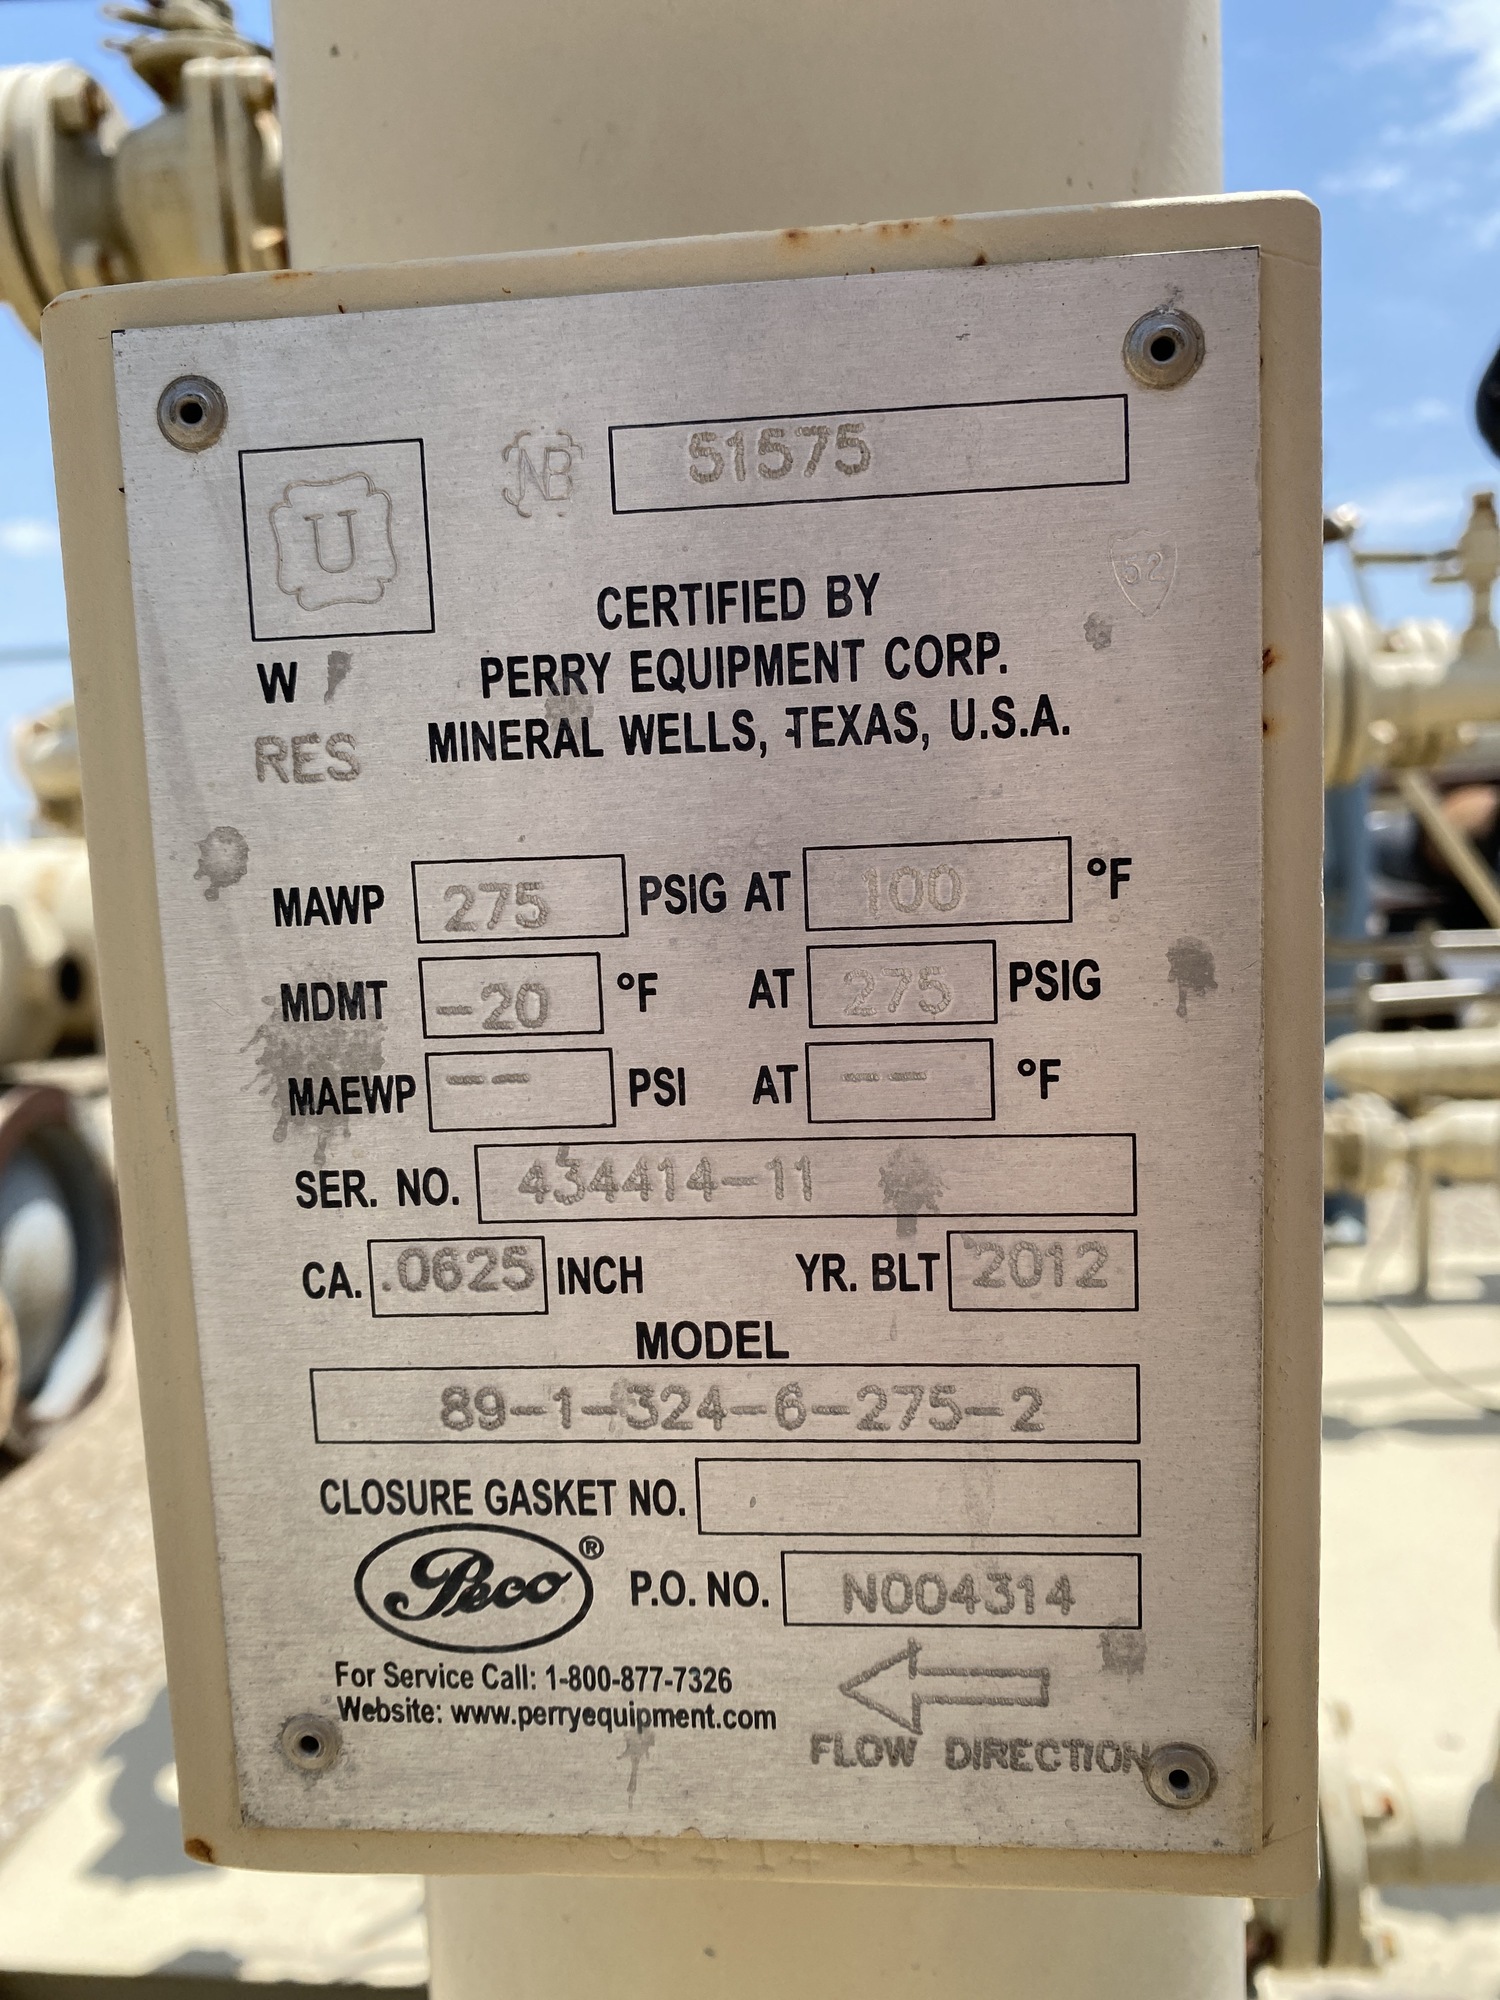 U
NB 51575
52
CERTIFIED BY
W PERRY EQUIPMENT CORP.
RES MINERAL WELLS, TEXAS, U.S.A.
MAWP 275 PSIG AT 100 °F
MDMT -20 °F AT 275 PSIG
MAEWP -- PSI AT -- °F
SER. NO. 434414-11
CA. .0625 INCH YR. BLT 2012
MODEL
89-1-324-6-275-2
CLOSURE GASKET NO.
Peco ® P.O. NO. N004314
For Service Call: 1-800-877-7326
Website: www.perryequipment.com
FLOW DIRECTION